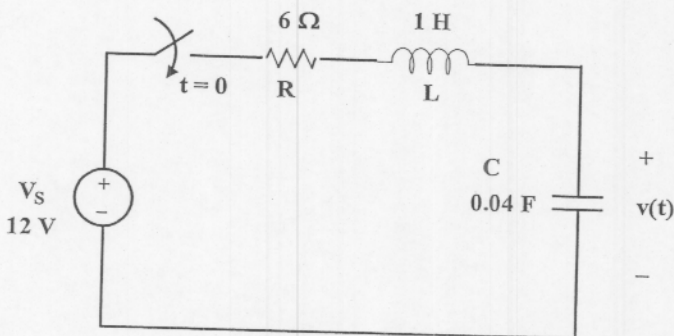 6 Ω
1 H
t = 0
R
L
C
0.04 F
+
v(t)
−
V_S
12 V
+
−